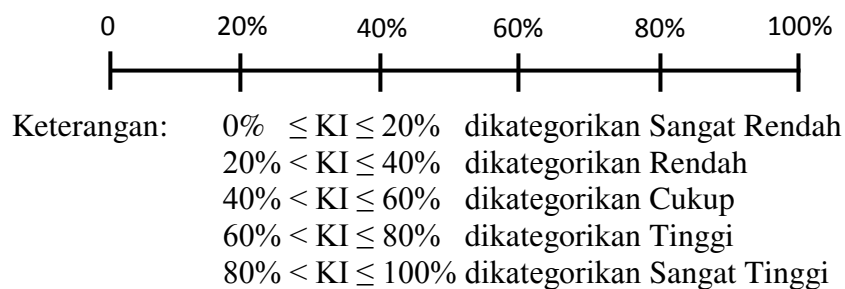 0 20% 40% 60% 80% 100%
Keterangan: 0% ≤ KI ≤ 20% dikategorikan Sangat Rendah
20% < KI ≤ 40% dikategorikan Rendah
40% < KI ≤ 60% dikategorikan Cukup
60% < KI ≤ 80% dikategorikan Tinggi
80% < KI ≤ 100% dikategorikan Sangat Tinggi